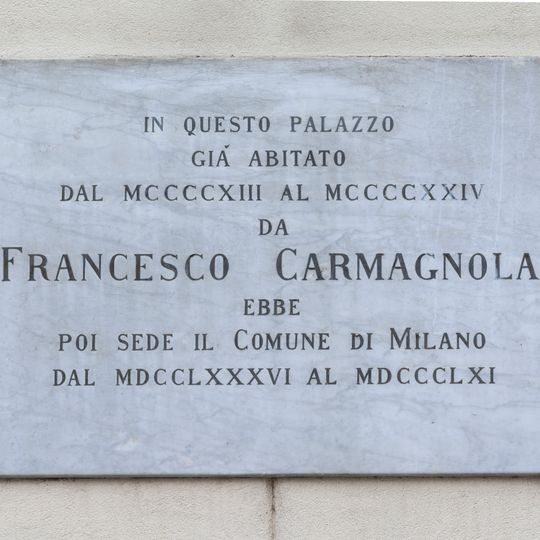 IN QUESTO PALAZZO
GIÁ ABITATO
DAL MCCCCXIII AL MCCCCXXIV
DA
FRANCESCO CARMAGNOLA
EBBE
POI SEDE IL COMUNE DI MILANO
DAL MDCCLXXXVI AL MDCCCLXI